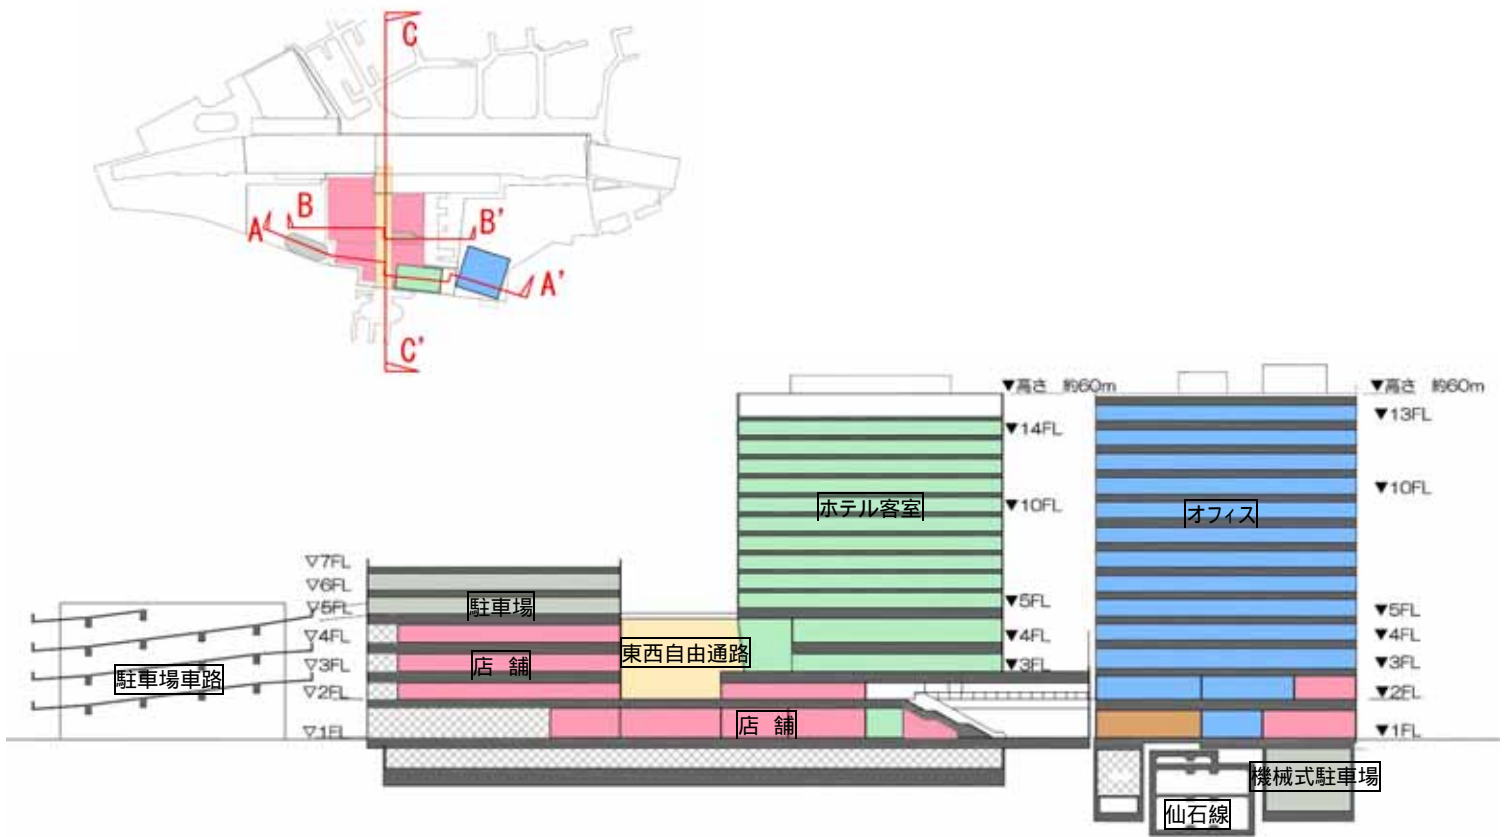 C
B
A
B'
A'
C'
▼高さ 約60m
▼14FL
▼10FL
▼5FL
▼4FL
▼3FL
▼高さ 約60m
▼13FL
▼10FL
▼5FL
▼4FL
▼3FL
▼2FL
▼1FL
▽7FL
▽6FL
▽5FL
▽4FL
▽3FL
▽2FL
▽1FL
ホテル客室
オフィス
駐車場
東西自由通路
店 舗
駐車場車路
店 舗
機械式駐車場
仙石線